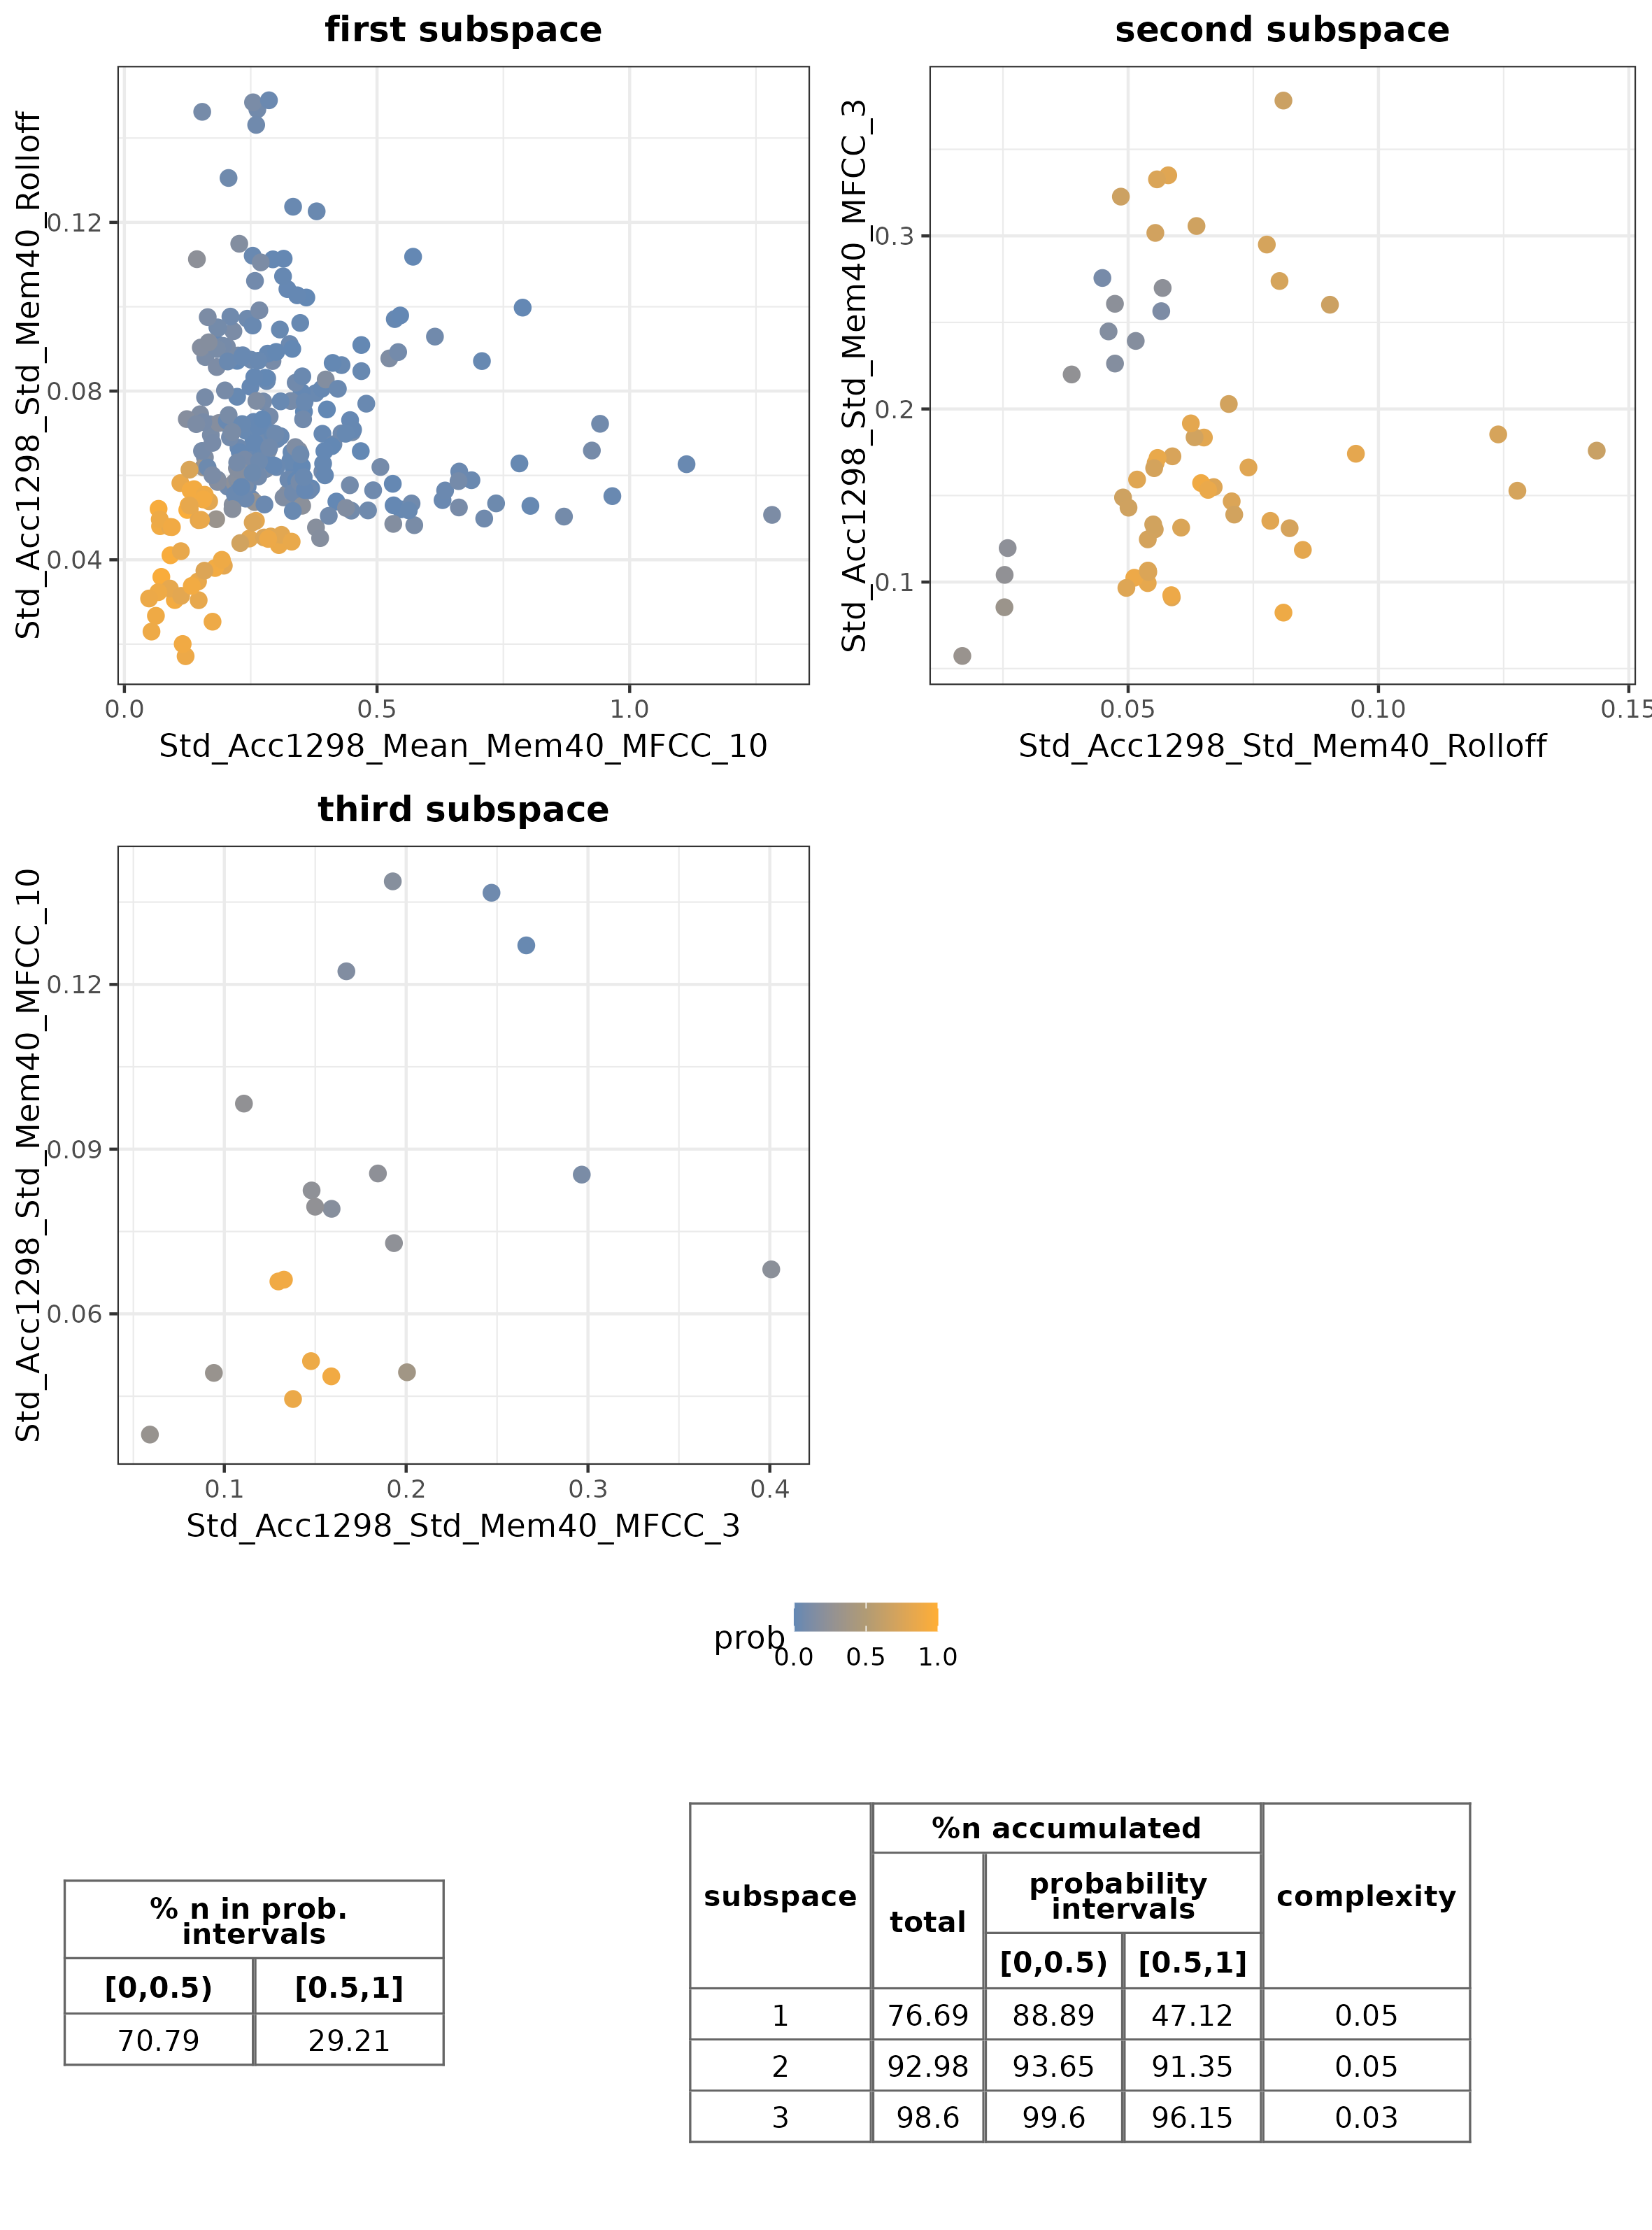 first subspace
Std_Acc1298_Std_Mem40_Rolloff
0.12
0.08
0.04
0.0 0.5 1.0
Std_Acc1298_Mean_Mem40_MFCC_10
second subspace
Std_Acc1298_Std_Mem40_MFCC_3
0.3
0.2
0.1
0.05 0.10 0.15
Std_Acc1298_Std_Mem40_Rolloff
third subspace
Std_Acc1298_Std_Mem40_MFCC_10
0.12
0.09
0.06
0.1 0.2 0.3 0.4
Std_Acc1298_Std_Mem40_MFCC_3
prob
0.0 0.5 1.0
% n in prob.
intervals
[0,0.5) [0.5,1]
70.79 29.21
%n accumulated
subspace total probability
intervals complexity
[0,0.5) [0.5,1]
1 76.69 88.89 47.12 0.05
2 92.98 93.65 91.35 0.05
3 98.6 99.6 96.15 0.03